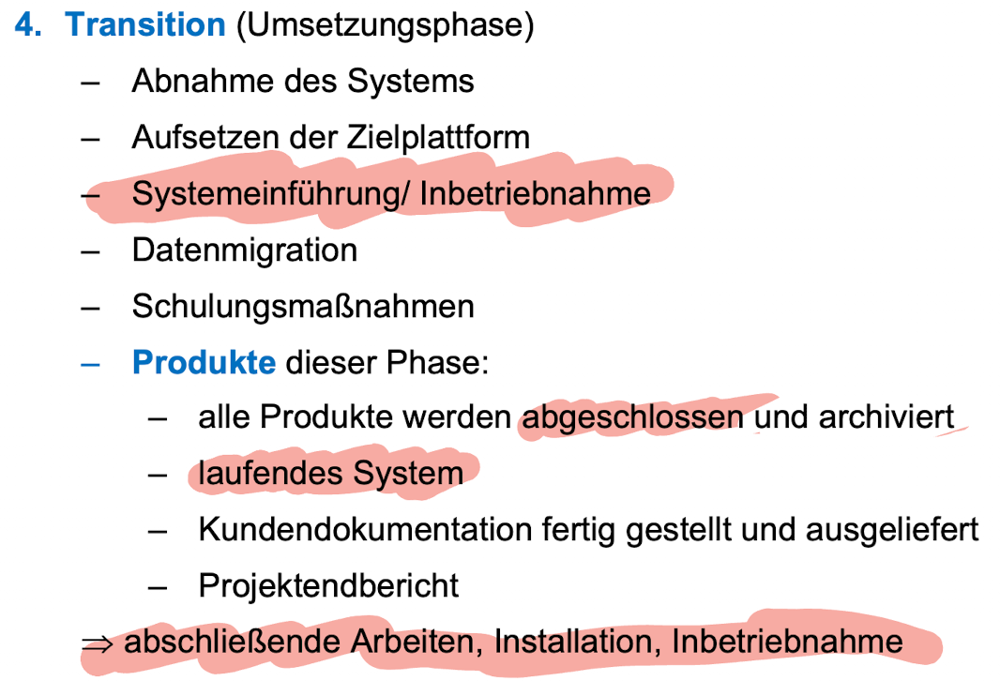 4. Transition (Umsetzungsphase)
– Abnahme des Systems
– Aufsetzen der Zielplattform
– Systemeinführung/ Inbetriebnahme
– Datenmigration
– Schulungsmaßnahmen
– Produkte dieser Phase:
– alle Produkte werden abgeschlossen und archiviert
– laufendes System
– Kundendokumentation fertig gestellt und ausgeliefert
– Projektendbericht
⇒ abschließende Arbeiten, Installation, Inbetriebnahme